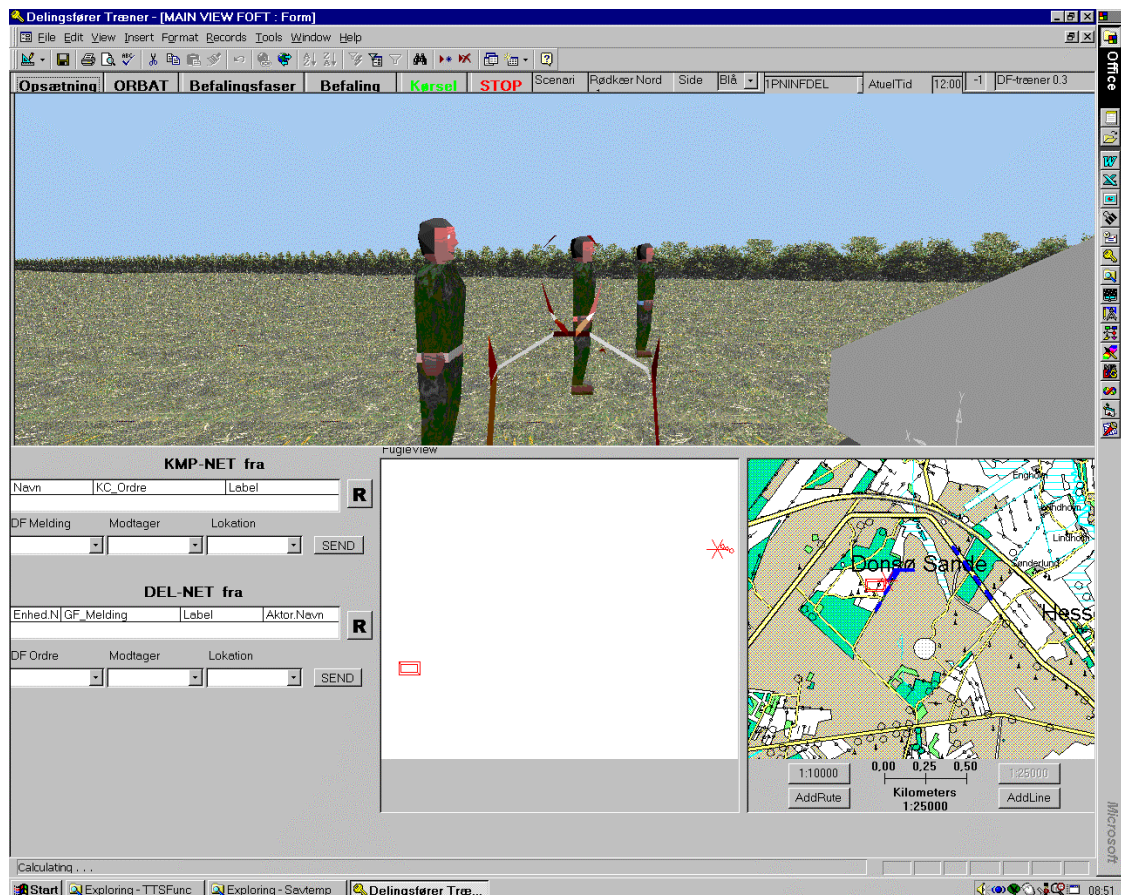 Delingsfører Træner - [MAIN VIEW FOFT : Form]
File Edit View Insert Format Records Tools Window Help
Opsætning ORBAT Befalingsfaser Befaling Kørsel STOP Scenari Rødkær Nord Side Blå 1PNINFDEL AtuelTid 12:00 -1 DF-træner 0.3
Office
y
x
FugleView
KMP-NET fra
Navn KC_Ordre Label
R
DF Melding Modtager Lokation
SEND
DEL-NET fra
Enhed.N GF_Melding Label Aktor.Navn
R
DF Ordre Modtager Lokation
SEND
Enghom
Lindhom
Donsø Sande
Sønderlund
Hesse
1:10000 0,00 0,25 0,50 1:25000
AddRute Kilometers AddLine
1:25000
Microsoft
Calculating . . .
Start Exploring - TTSFunc Exploring - Savtemp Delingsfører Træ... 08:51